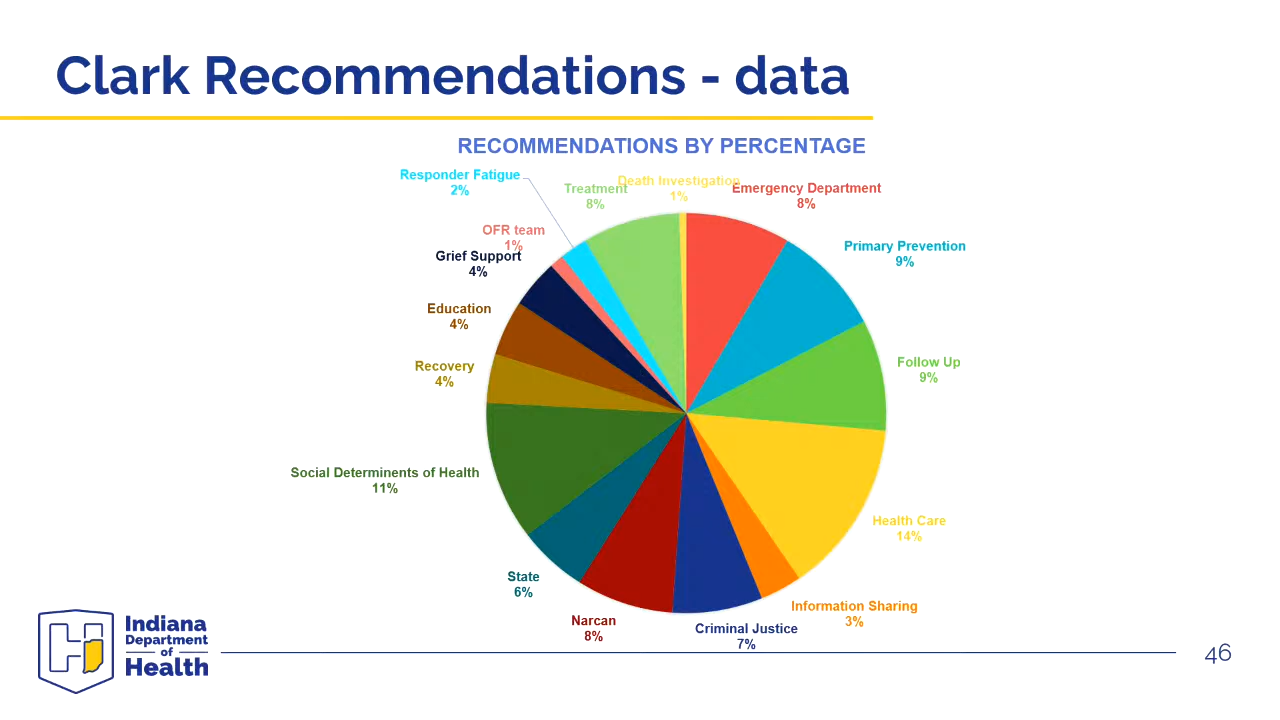 Clark Recommendations - data
RECOMMENDATIONS BY PERCENTAGE
Responder Fatigue
2%
Treatment
8%
Death Investigation
1%
Emergency Department
8%
OFR team
1%
Primary Prevention
9%
Grief Support
4%
Education
4%
Follow Up
9%
Recovery
4%
Social Determinents of Health
11%
Health Care
14%
State
6%
Information Sharing
3%
Narcan
8%
Criminal Justice
7%
Indiana
Department
of
Health
46